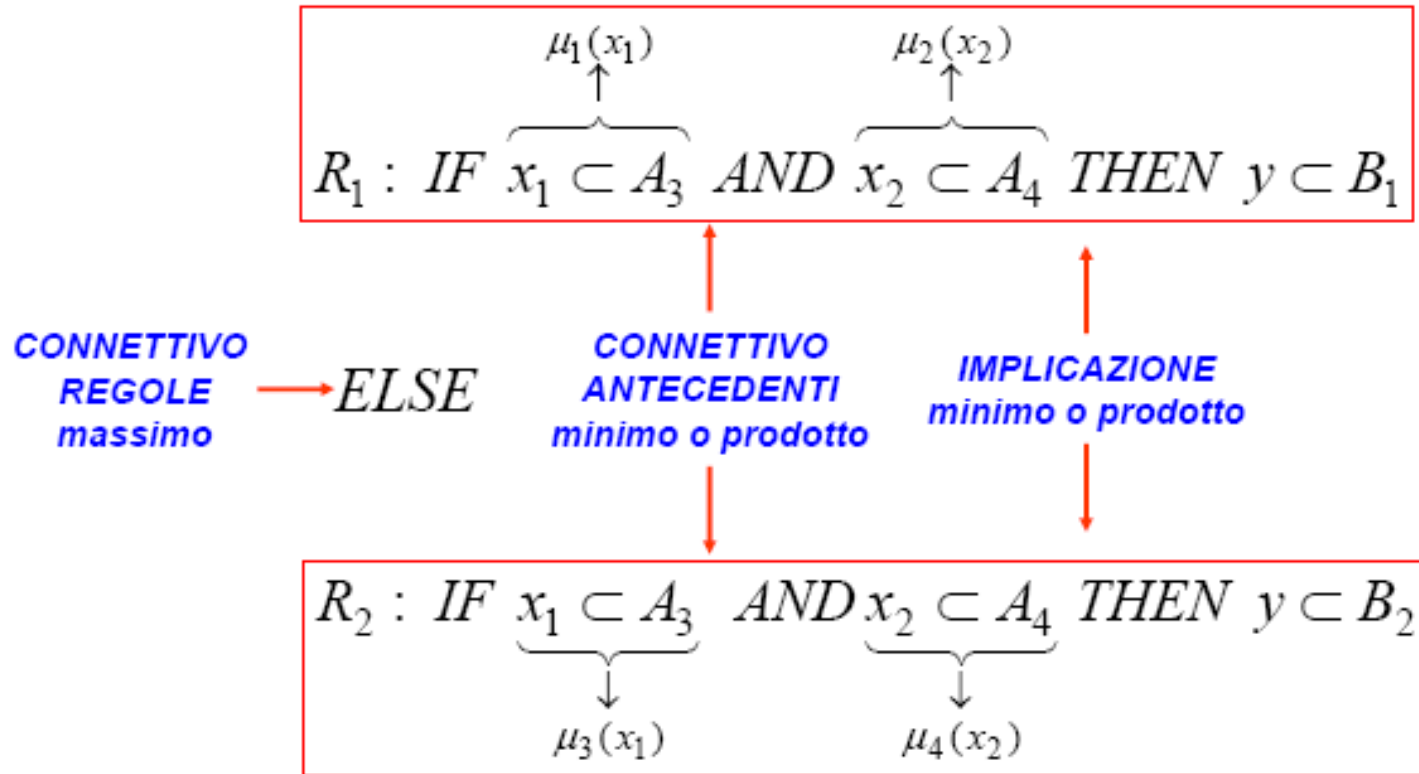 μ₁(x₁) μ₂(x₂)
R₁ : IF x₁ ⊂ A₃ AND x₂ ⊂ A₄ THEN y ⊂ B₁
CONNETTIVO
REGOLE
massimo
ELSE
CONNETTIVO
ANTECEDENTI
minimo o prodotto
IMPLICAZIONE
minimo o prodotto
R₂ : IF x₁ ⊂ A₃ AND x₂ ⊂ A₄ THEN y ⊂ B₂
μ₃(x₁) μ₄(x₂)